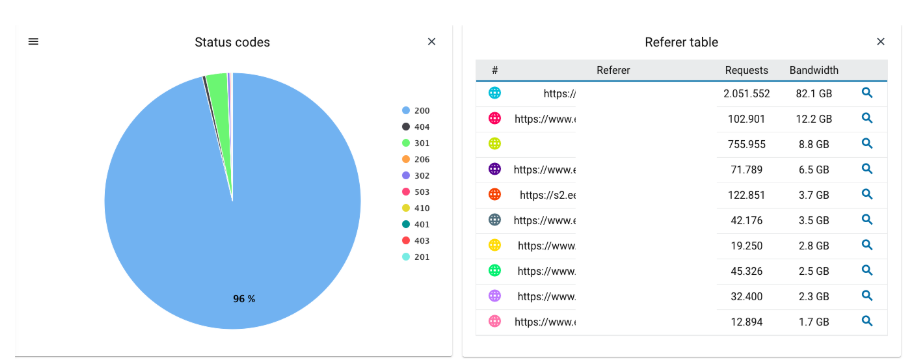 Status codes
200
404
301
206
302
503
410
401
403
201
96 %
Referer table
# Referer Requests Bandwidth
https:/ 2.051.552 82.1 GB
https://www. 102.901 12.2 GB
755.955 8.8 GB
https://www. 71.789 6.5 GB
https://s2.e 122.851 3.7 GB
https://www. 42.176 3.5 GB
https://www. 19.250 2.8 GB
https://www. 45.326 2.5 GB
https://www. 32.400 2.3 GB
https://www. 12.894 1.7 GB